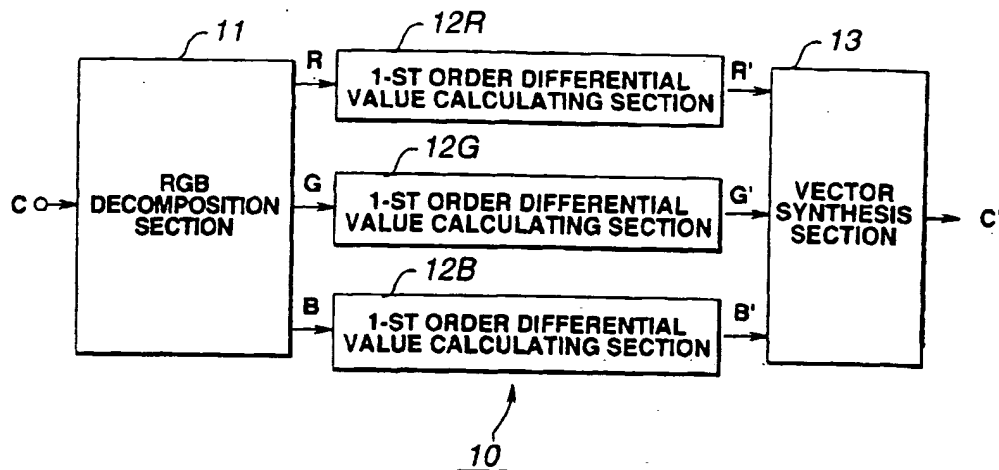 11
12R
13
R
1-ST ORDER DIFFERENTIAL
VALUE CALCULATING SECTION
R'
12G
C
RGB
DECOMPOSITION
SECTION
G
1-ST ORDER DIFFERENTIAL
VALUE CALCULATING SECTION
G'
VECTOR
SYNTHESIS
SECTION
C'
12B
B
1-ST ORDER DIFFERENTIAL
VALUE CALCULATING SECTION
B'
10